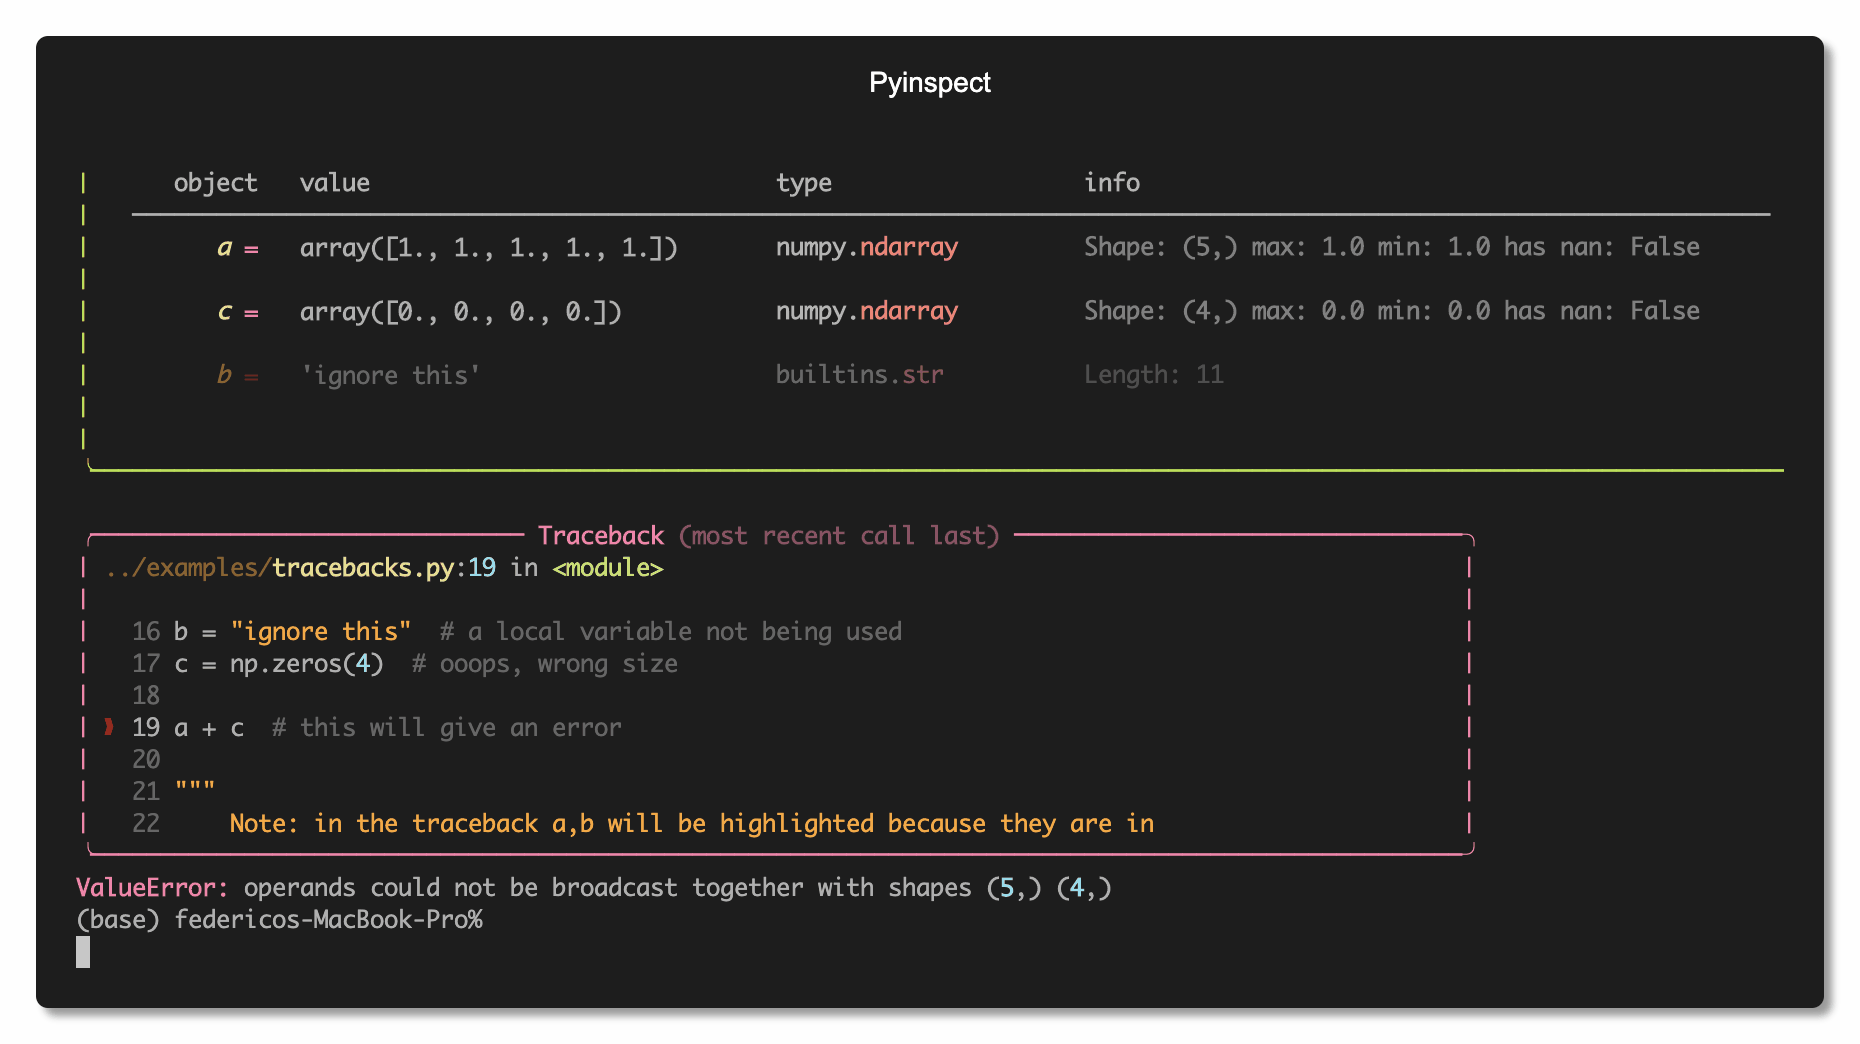 Pyinspect
object value type info
a = array([1., 1., 1., 1., 1.]) numpy.ndarray Shape: (5,) max: 1.0 min: 1.0 has nan: False
c = array([0., 0., 0., 0.]) numpy.ndarray Shape: (4,) max: 0.0 min: 0.0 has nan: False
b = 'ignore this' builtins.str Length: 11
Traceback (most recent call last)
../examples/tracebacks.py:19 in <module>
16 b = "ignore this"  # a local variable not being used
17 c = np.zeros(4)  # ooops, wrong size
18
❱ 19 a + c  # this will give an error
20
21 """
22     Note: in the traceback a,b will be highlighted because they are in
ValueError: operands could not be broadcast together with shapes (5,) (4,)
(base) federicos-MacBook-Pro%